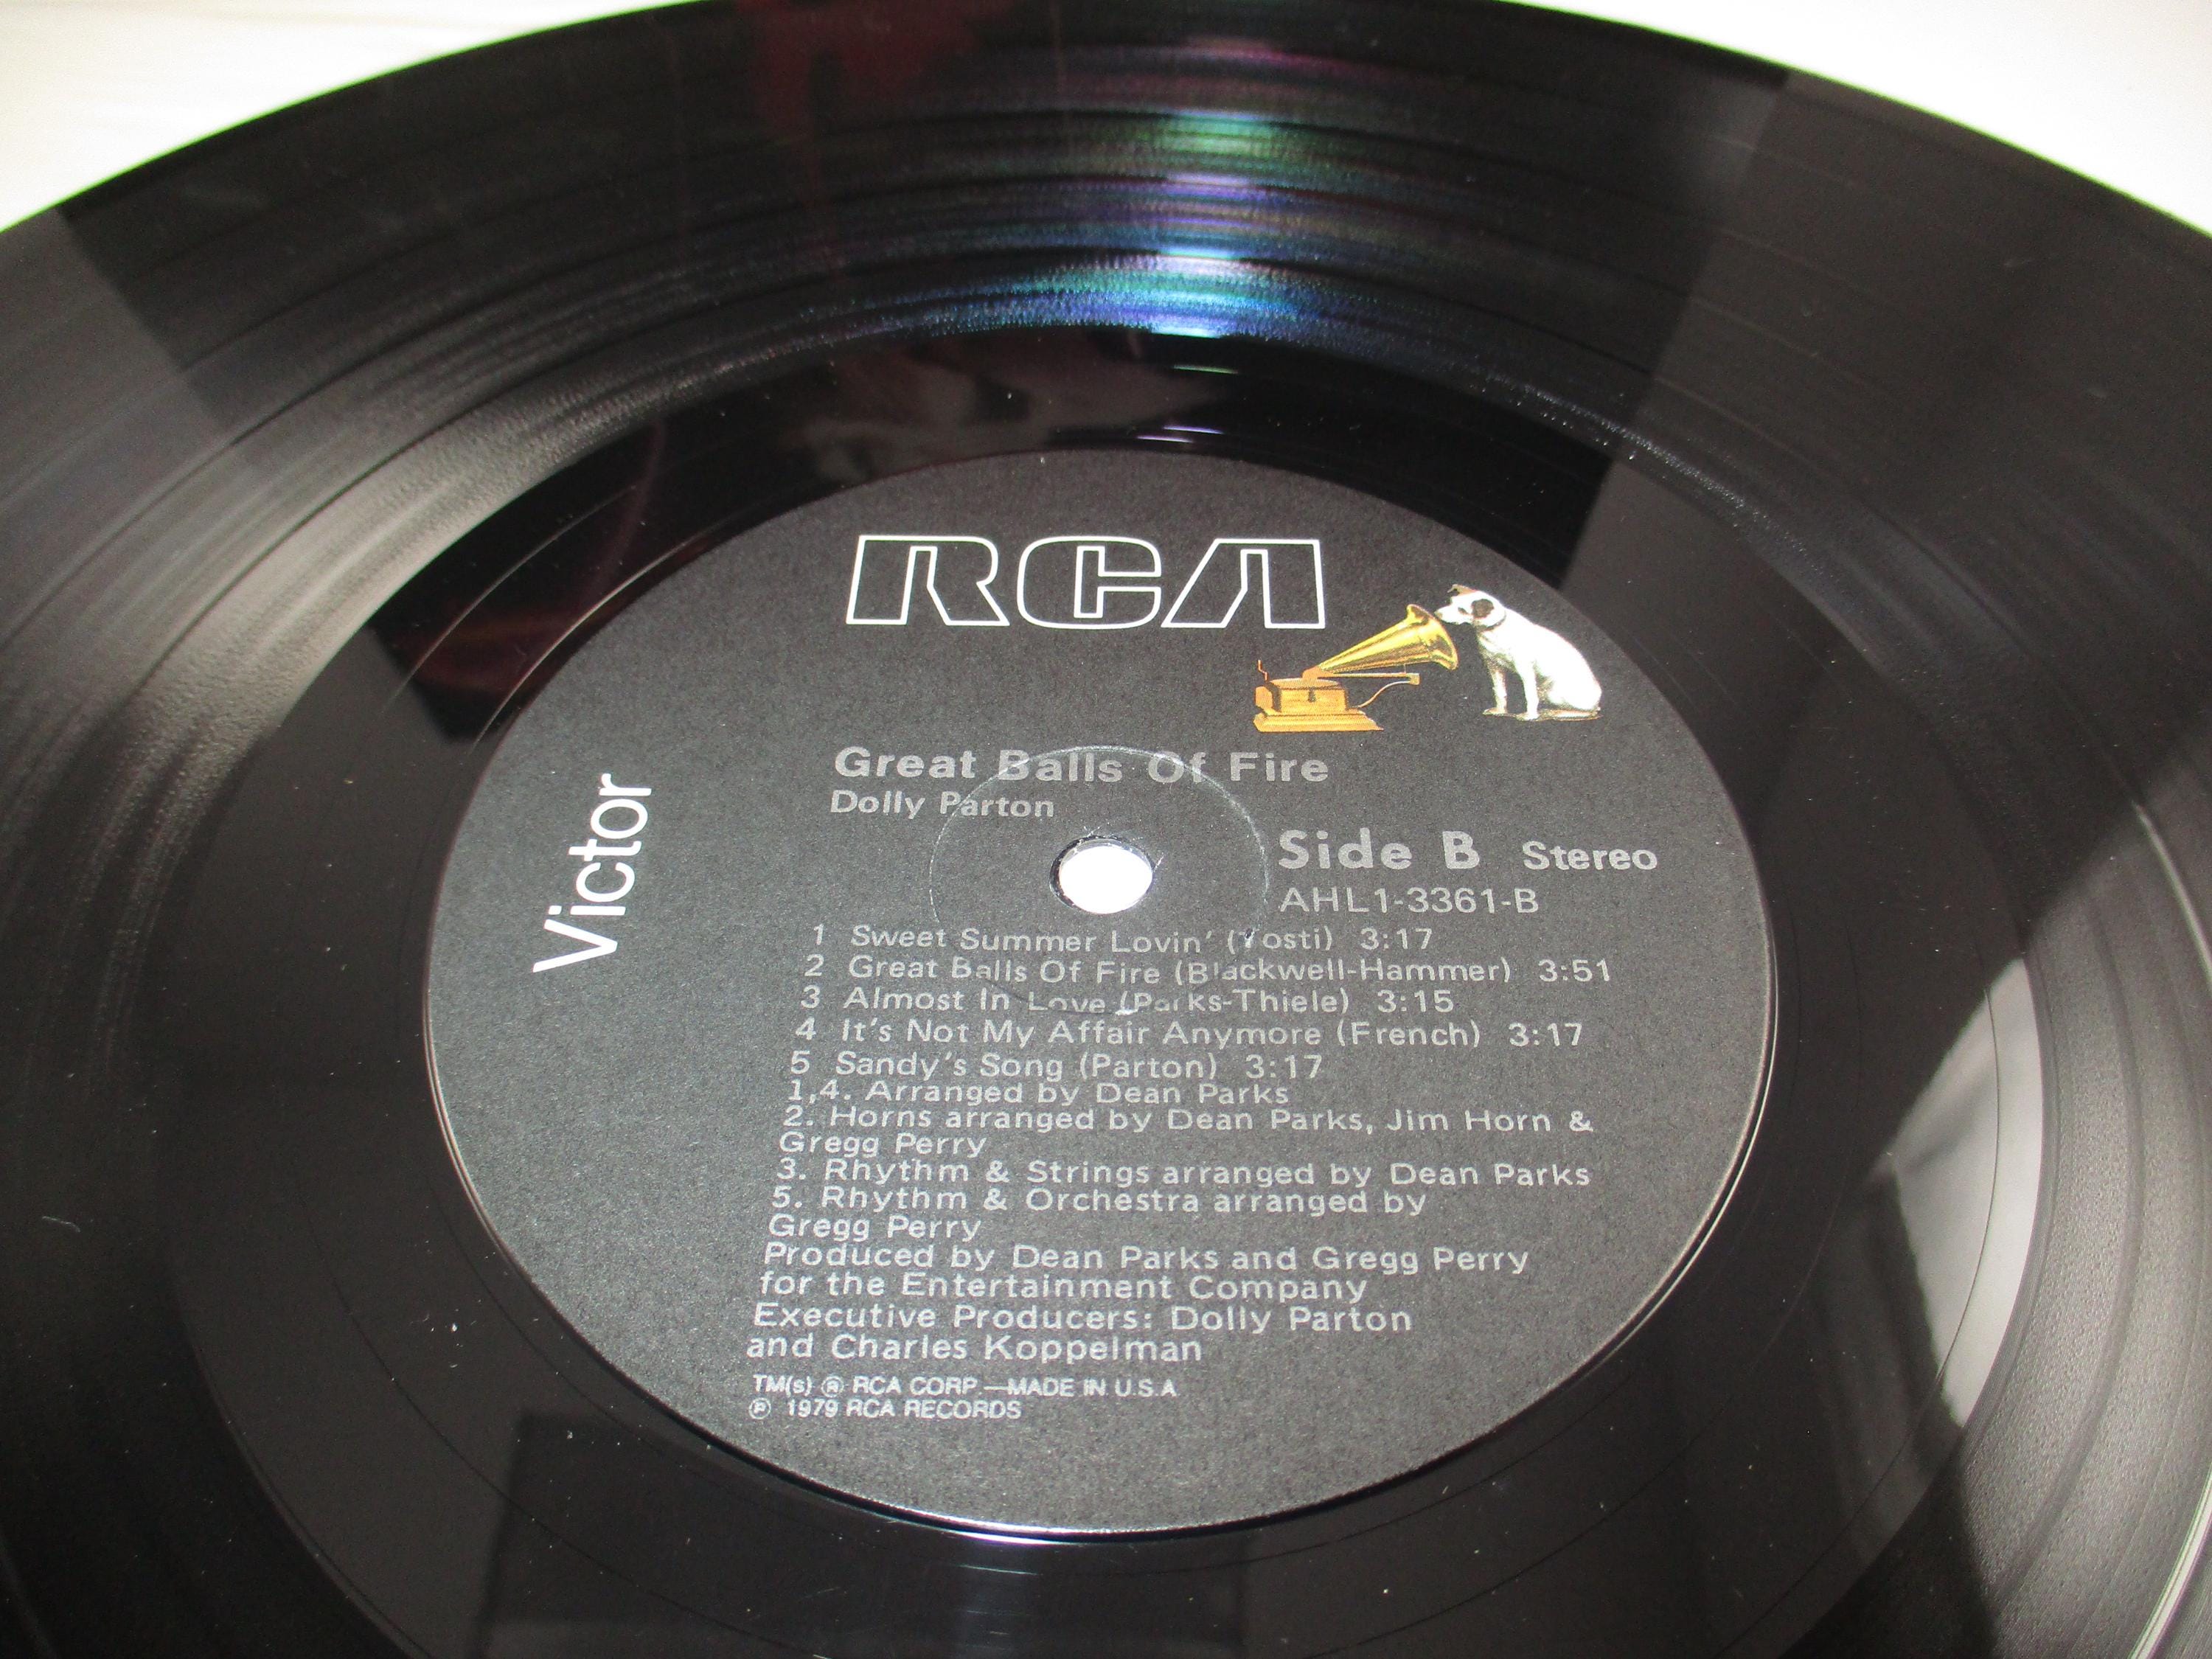 RCA
Victor
Great Balls Of Fire
Dolly Parton
Side B Stereo
AHL1-3361-B
1 Sweet Summer Lovin' (Tosti) 3:17
2 Great Balls Of Fire (Blackwell-Hammer) 3:51
3 Almost In Love (Parks-Thiele) 3:15
4 It's Not My Affair Anymore (French) 3:17
5 Sandy's Song (Parton) 3:17
1,4. Arranged by Dean Parks
2. Horns arranged by Dean Parks, Jim Horn &
Gregg Perry
3. Rhythm & Strings arranged by Dean Parks
5. Rhythm & Orchestra arranged by
Gregg Perry
Produced by Dean Parks and Gregg Perry
for the Entertainment Company
Executive Producers: Dolly Parton
and Charles Koppelman
TM(s) ® RCA CORP.—MADE IN U.S.A
℗ 1979 RCA RECORDS